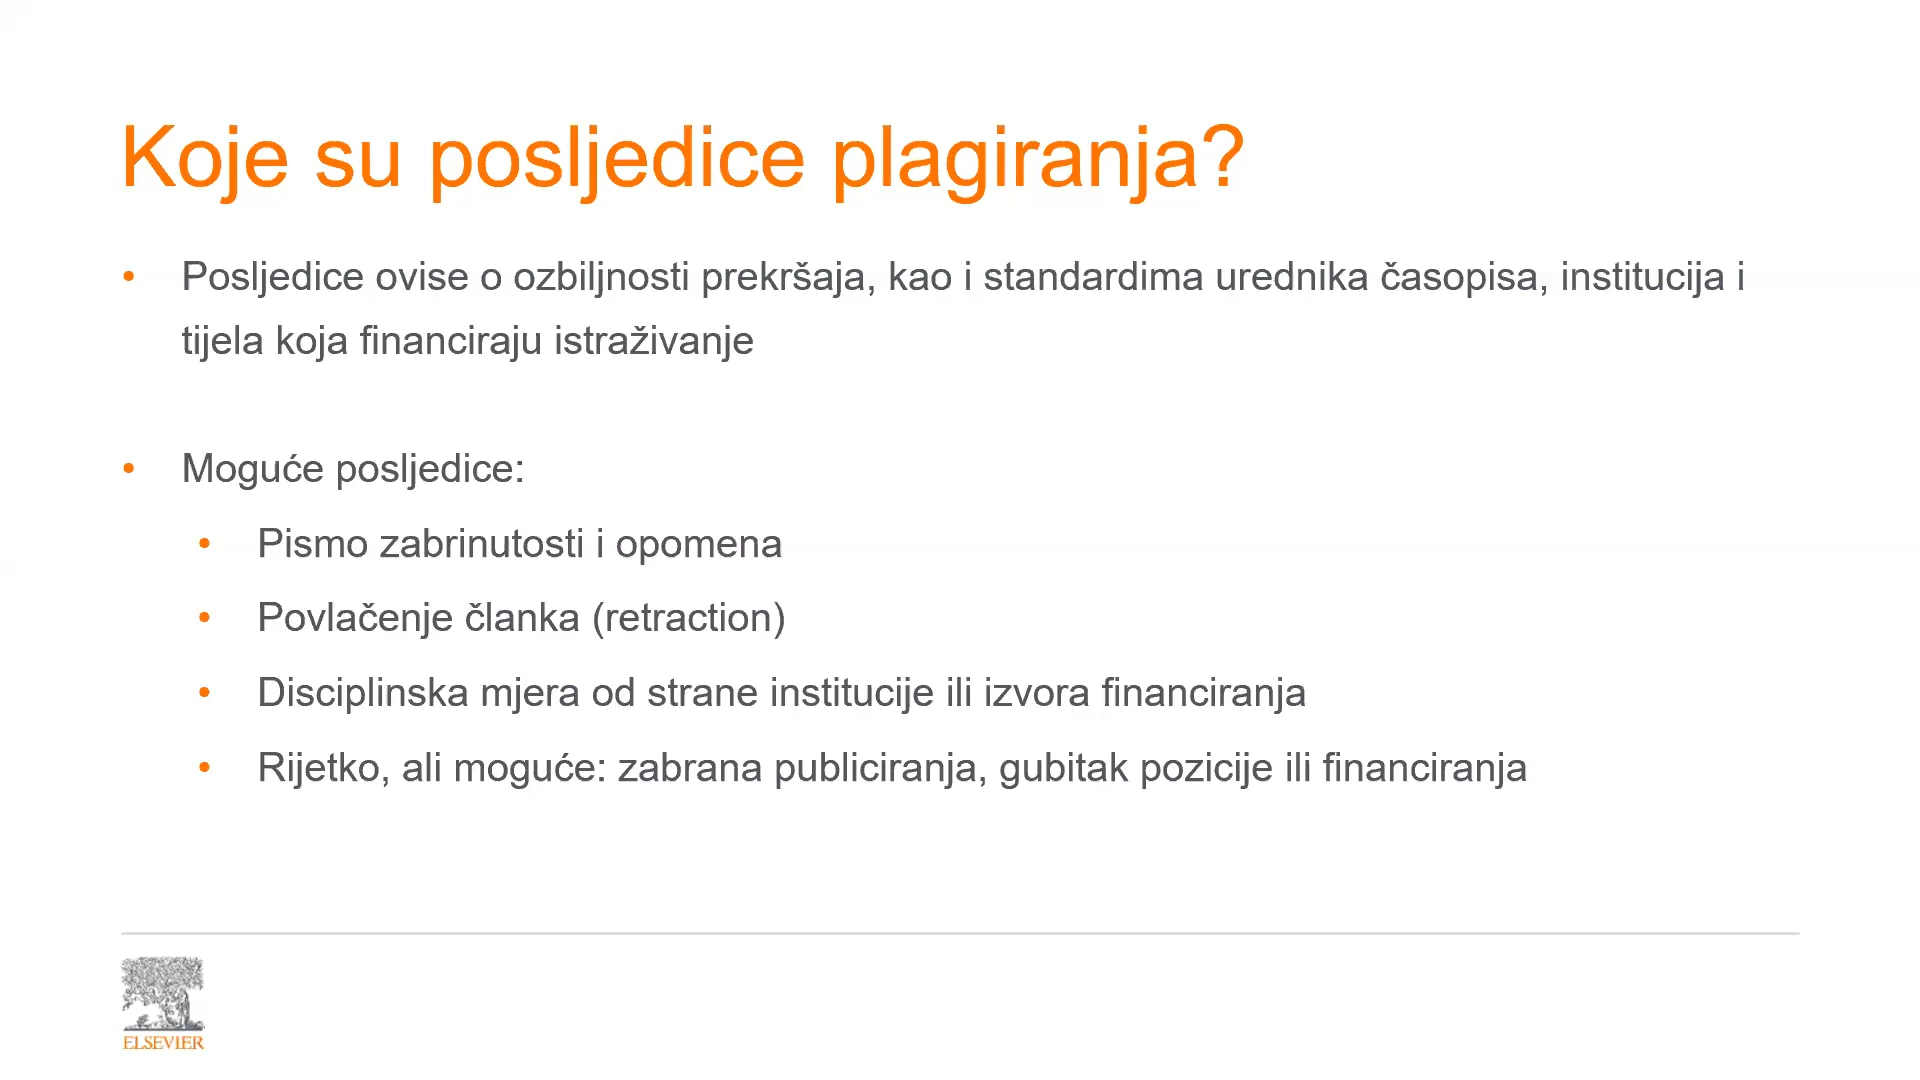 Koje su posljedice plagiranja?
• Posljedice ovise o ozbiljnosti prekršaja, kao i standardima urednika časopisa, institucija i
tijela koja financiraju istraživanje
• Moguće posljedice:
• Pismo zabrinutosti i opomena
• Povlačenje članka (retraction)
• Disciplinska mjera od strane institucije ili izvora financiranja
• Rijetko, ali moguće: zabrana publiciranja, gubitak pozicije ili financiranja
ELSEVIER